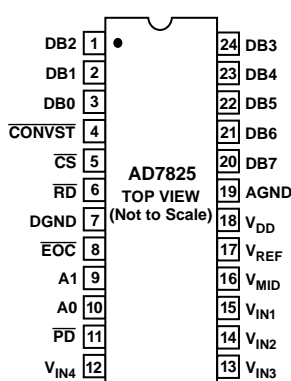 DB2 1 24 DB3
DB1 2 23 DB4
DB0 3 22 DB5
CONVST 4 21 DB6
CS 5 20 DB7
AD7825
RD 6 19 AGND
TOP VIEW
DGND 7 (Not to Scale) 18 VDD
EOC 8 17 VREF
A1 9 16 VMID
A0 10 15 VIN1
PD 11 14 VIN2
VIN4 12 13 VIN3